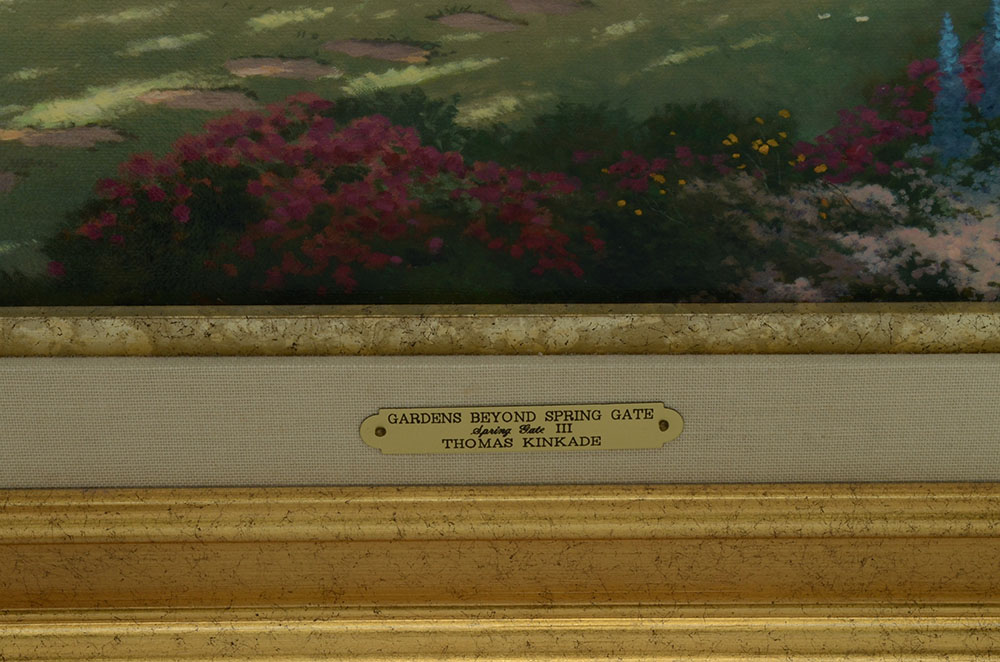 GARDENS BEYOND SPRING GATE
Spring Gate III
THOMAS KINKADE